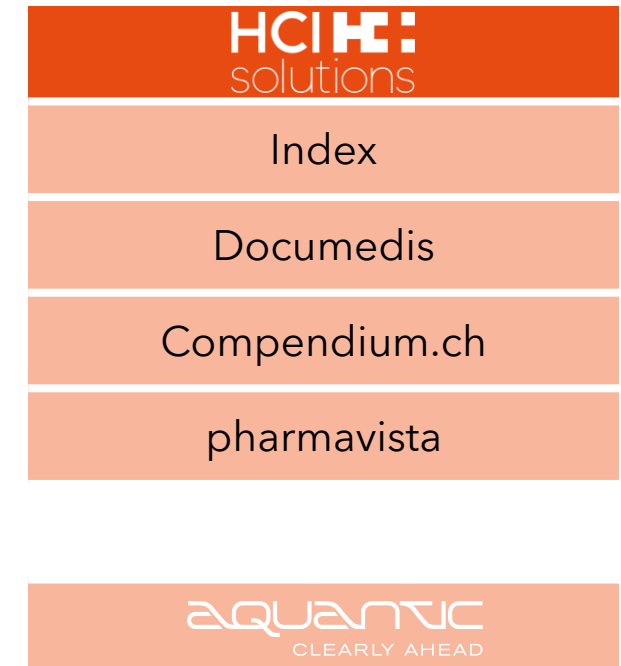 HCI
solutions
Index
Documedis
Compendium.ch
pharmavista
aquantic
CLEARLY AHEAD